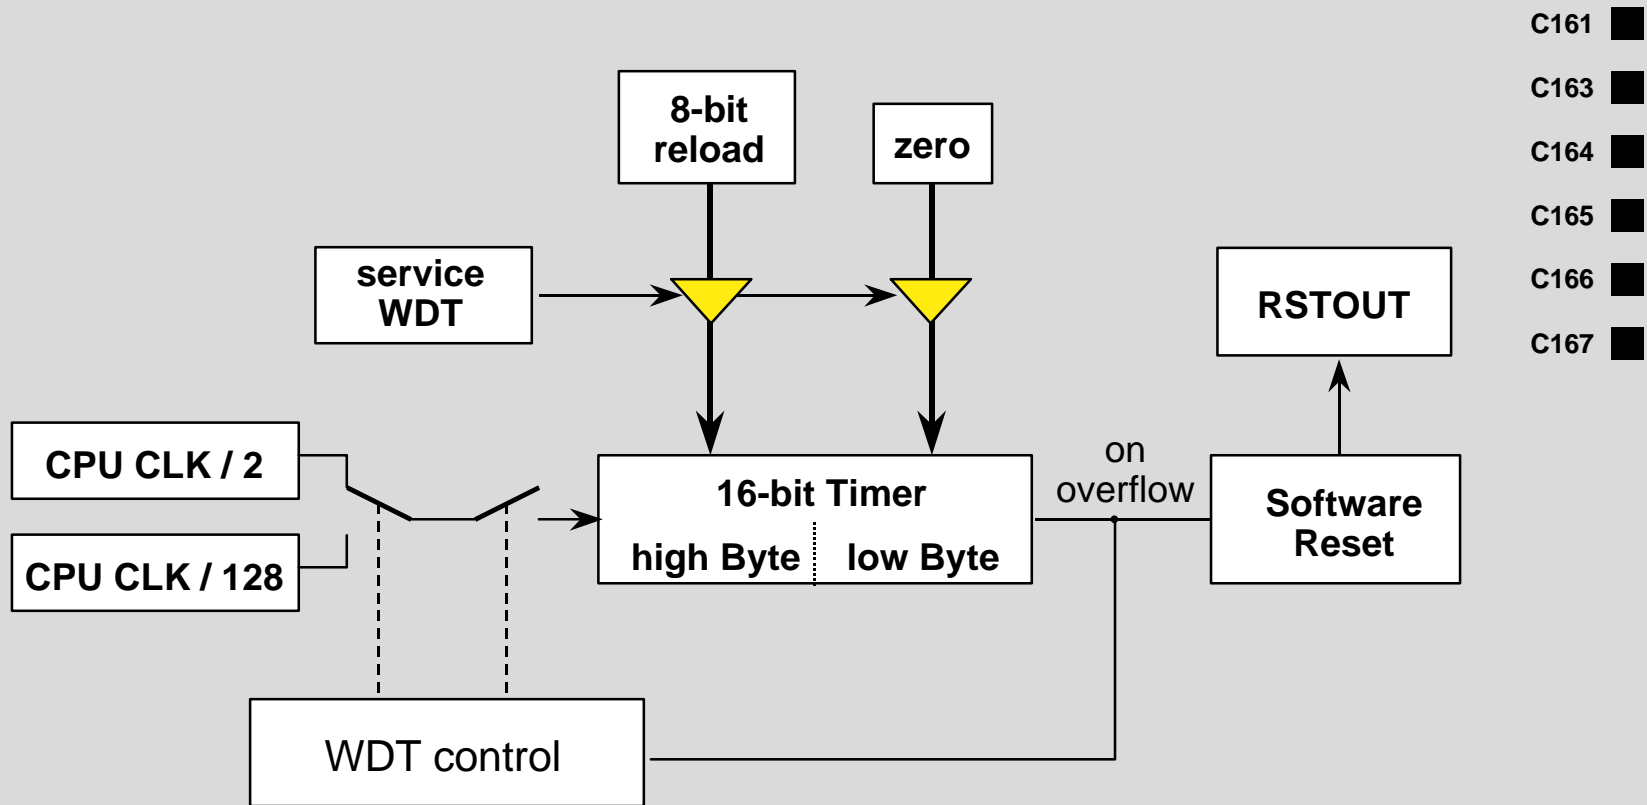 C161
C163
C164
C165
C166
C167
8-bit
reload
zero
service
WDT
RSTOUT
CPU CLK / 2
CPU CLK / 128
16-bit Timer
high Byte
low Byte
on
overflow
Software
Reset
WDT control